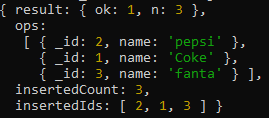 { result: { ok: 1, n: 3 },
  ops:
   [ { _id: 2, name: 'pepsi' },
     { _id: 1, name: 'Coke' },
     { _id: 3, name: 'fanta' } ],
  insertedCount: 3,
  insertedIds: [ 2, 1, 3 ] }